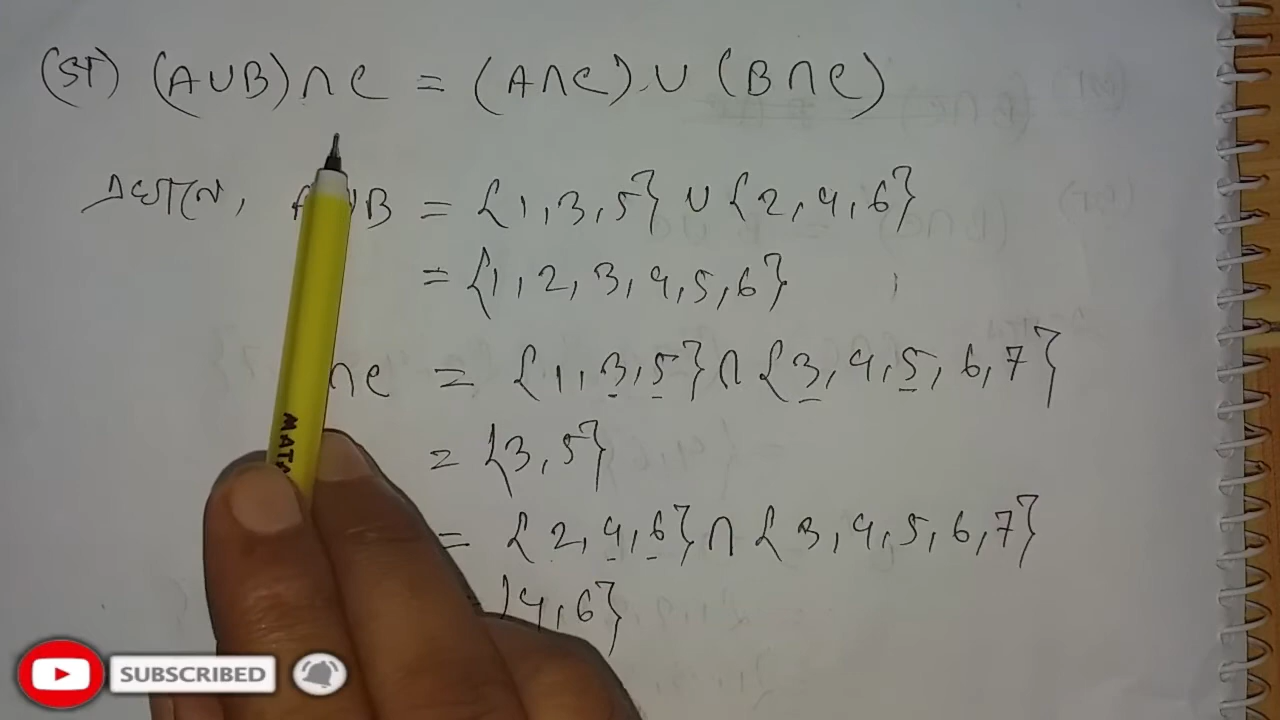 (ঙ) (A∪B)∩C = (A∩C) ∪ (B∩C)
এখানে, A∪B = {1,3,5} ∪ {2,4,6}
= {1,2,3,4,5,6}
∩C = {1,3,5} ∩ {3,4,5,6,7}
= {3,5}
= {2,4,6} ∩ {3,4,5,6,7}
= {4,6}
SUBSCRIBED